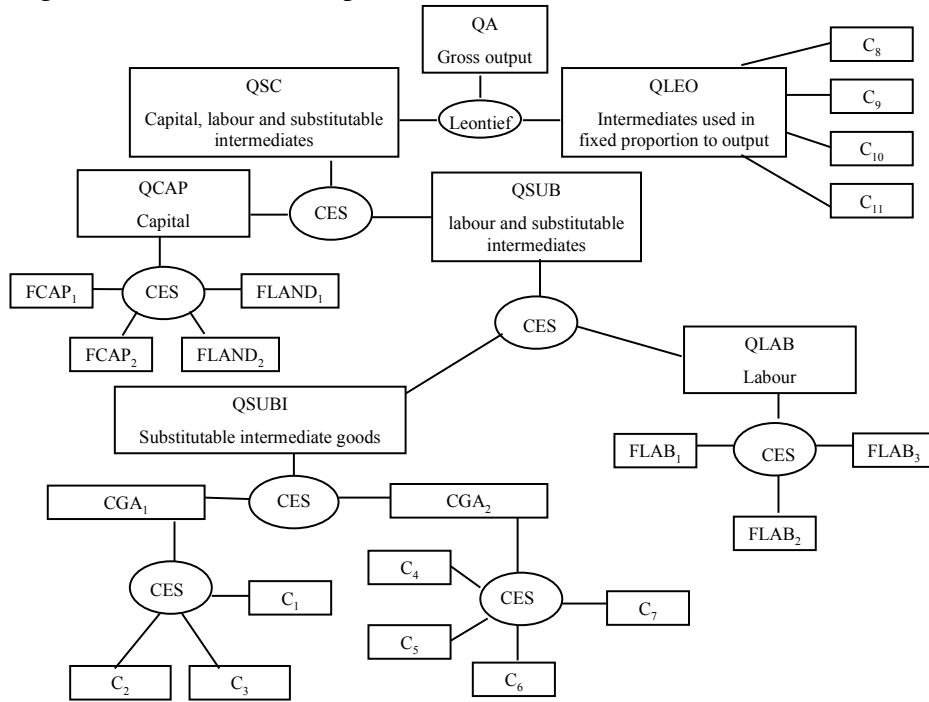 QA
Gross output
QSC
Capital, labour and substitutable
intermediates
Leontief
QLEO
Intermediates used in
fixed proportion to output
C8
C9
C10
C11
QCAP
Capital
CES
QSUB
labour and substitutable
intermediates
FCAP1
CES
FLAND1
FCAP2
FLAND2
CES
QLAB
Labour
QSUBI
Substitutable intermediate goods
FLAB1
CES
FLAB3
FLAB2
CGA1
CES
CGA2
CES
C1
C2
C3
C4
C5
CES
C7
C6